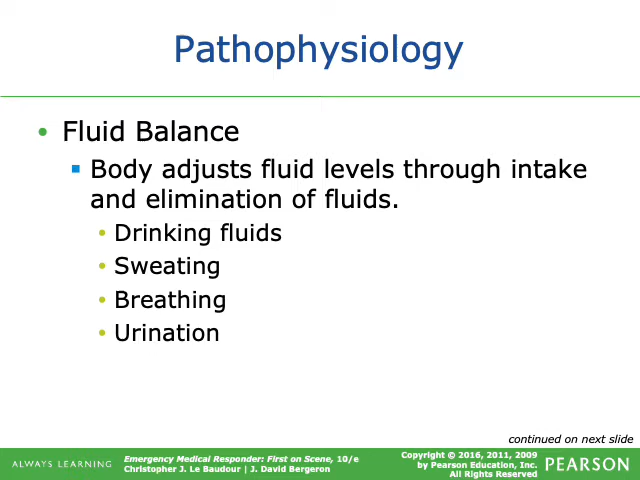 Pathophysiology
• Fluid Balance
▪ Body adjusts fluid levels through intake
and elimination of fluids.
• Drinking fluids
• Sweating
• Breathing
• Urination
continued on next slide
ALWAYS LEARNING
Emergency Medical Responder: First on Scene, 10/e
Christopher J. Le Baudour | J. David Bergeron
Copyright © 2016, 2011, 2009
by Pearson Education, Inc.
All Rights Reserved
PEARSON